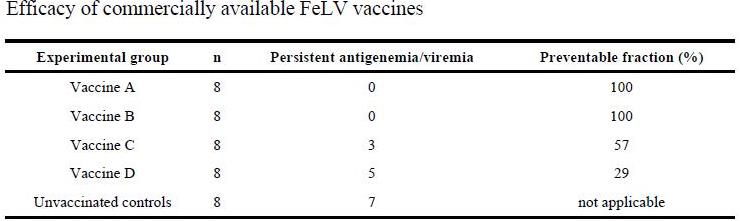 Efficacy of commercially available FeLV vaccines
Experimental group n Persistent antigenemia/viremia Preventable fraction (%)
Vaccine A 8 0 100
Vaccine B 8 0 100
Vaccine C 8 3 57
Vaccine D 8 5 29
Unvaccinated controls 8 7 not applicable